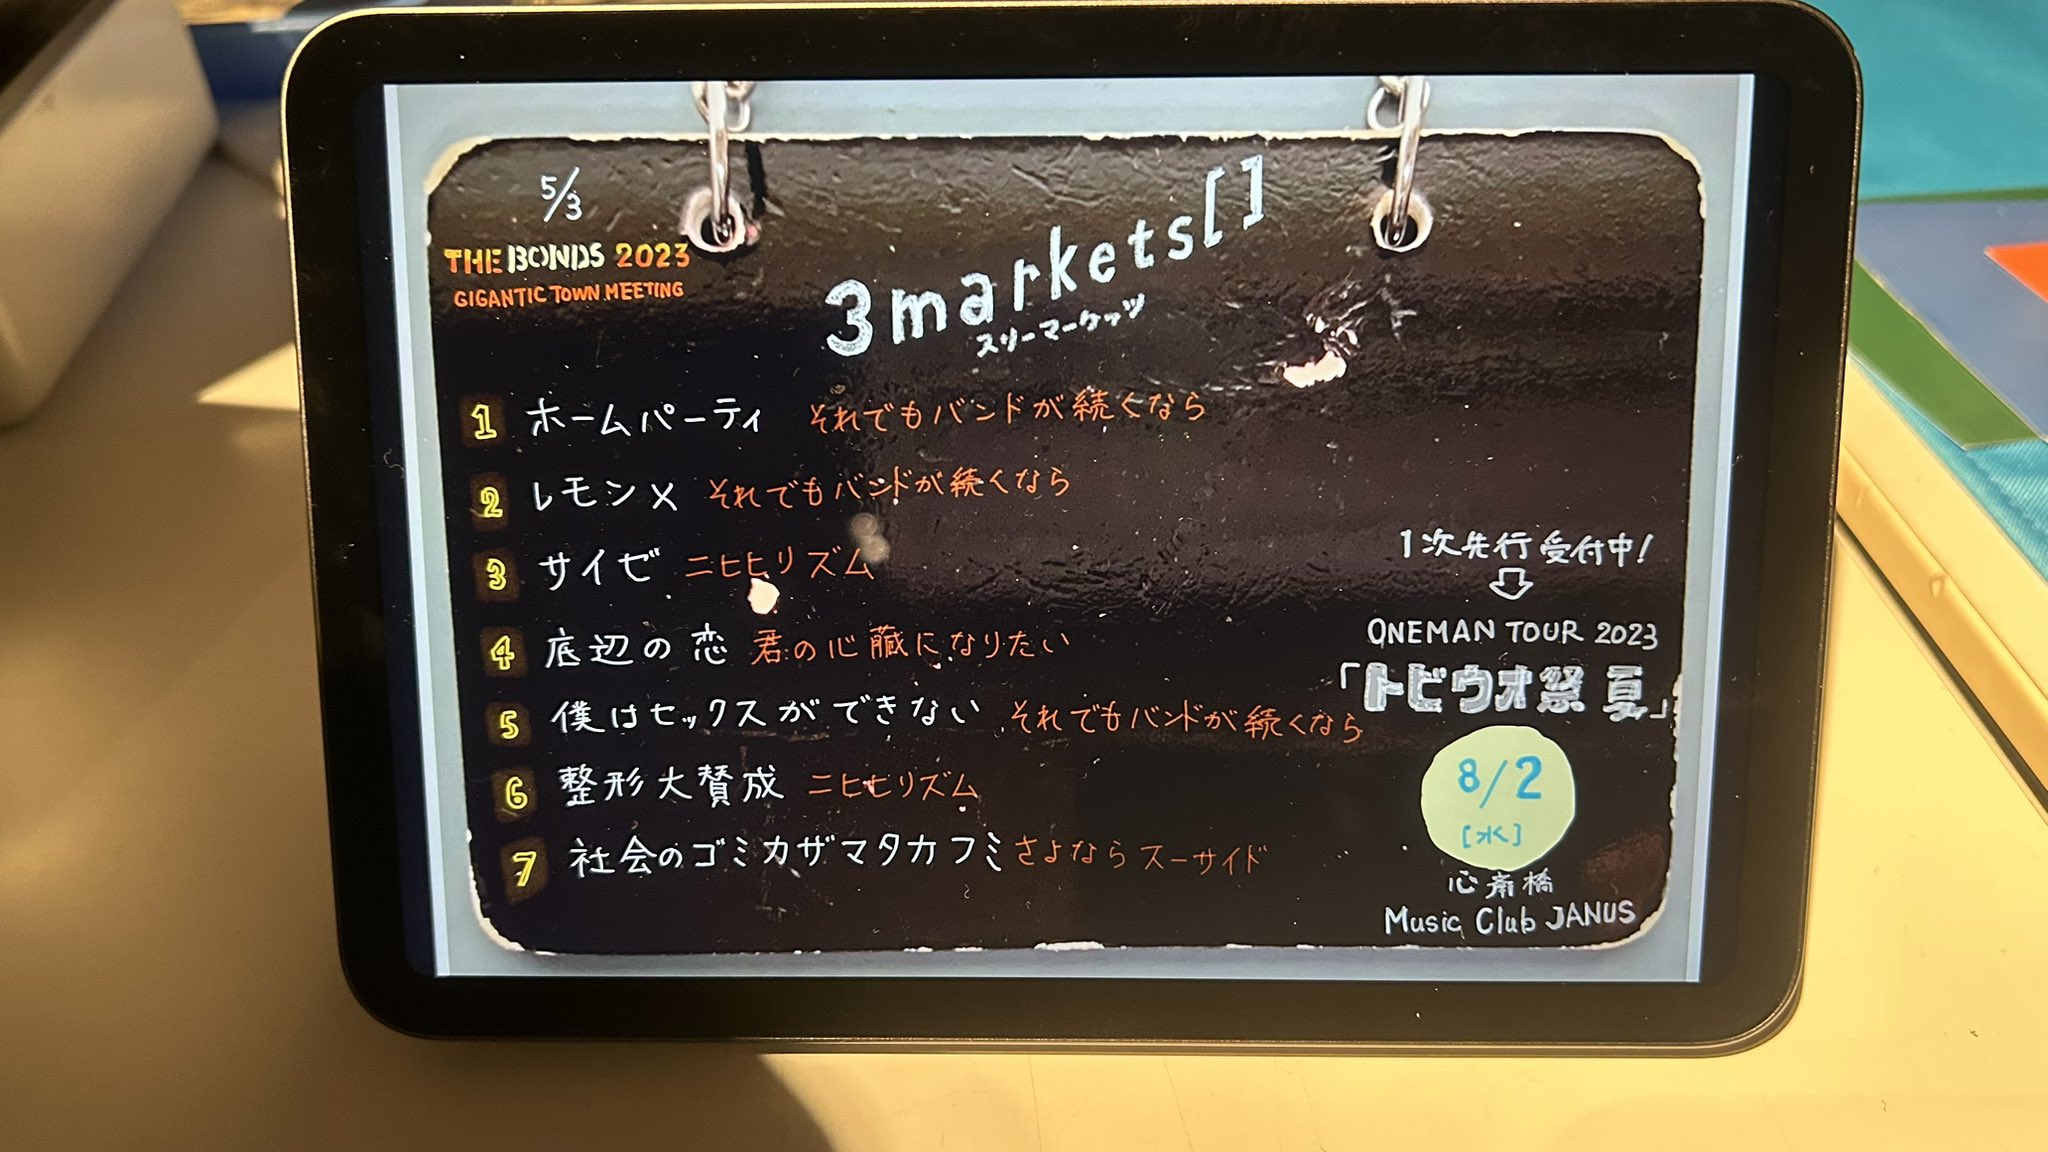 5/3
THE BONDS 2023
GIGANTIC TOWN MEETING
3markets[]
スリーマーケッツ
1 ホームパーティ それでもバンドが続くなら
2 レモン× それでもバンドが続くなら
3 サイゼ ニヒヒリズム
4 底辺の恋 君の心臓になりたい
5 僕はセックスができない それでもバンドが続くなら
6 整形大賛成 ニヒヒリズム
7 社会のゴミカザマタカフミ さよならスーサイド
1次先行受付中!
⇩
ONEMAN TOUR 2023
「トビウオ祭 夏」
8/2
[水]
心斎橋
Music Club JANUS